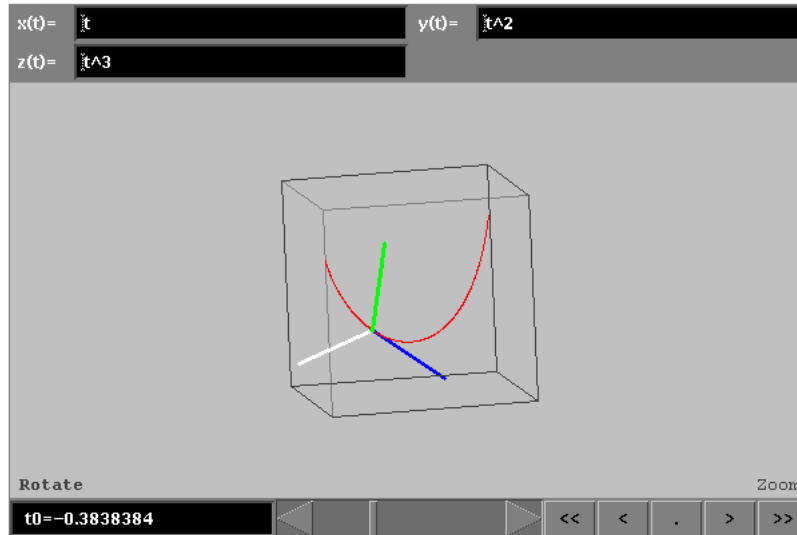 x(t)= t y(t)= t^2
z(t)= t^3
Rotate Zoom
t0=-0.3838384 << < . > >>